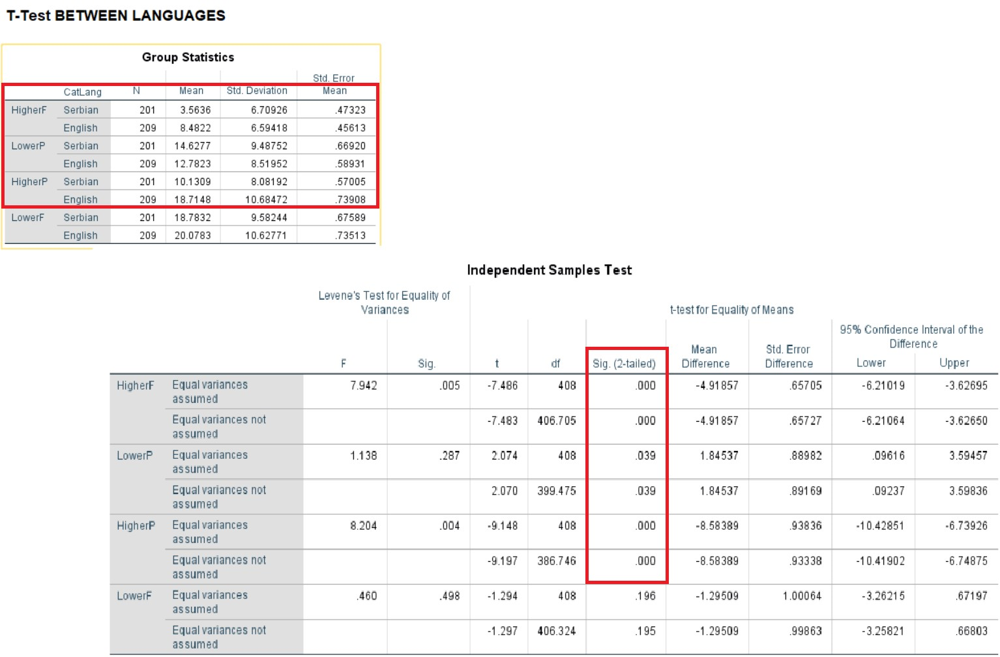 T-Test BETWEEN LANGUAGES
Group Statistics
CatLang N Mean Std. Deviation Std. Error Mean
HigherF Serbian 201 3.5636 6.70926 .47323
English 209 8.4822 6.59418 .45613
LowerP Serbian 201 14.6277 9.48752 .66920
English 209 12.7823 8.51952 .58931
HigherP Serbian 201 10.1309 8.08192 .57005
English 209 18.7148 10.68472 .73908
LowerF Serbian 201 18.7832 9.58244 .67589
English 209 20.0783 10.62771 .73513
Independent Samples Test
Levene's Test for Equality of
Variances
t-test for Equality of Means
95% Confidence Interval of the
Difference
F Sig. t df Sig. (2-tailed) Mean Difference Std. Error Difference Lower Upper
HigherF Equal variances assumed 7.942 .005 -7.486 408 .000 -4.91857 .65705 -6.21019 -3.62695
Equal variances not assumed -7.483 406.705 .000 -4.91857 .65727 -6.21064 -3.62650
LowerP Equal variances assumed 1.138 .287 2.074 408 .039 1.84537 .88982 .09616 3.59457
Equal variances not assumed 2.070 399.475 .039 1.84537 .89169 .09237 3.59836
HigherP Equal variances assumed 8.204 .004 -9.148 408 .000 -8.58389 .93836 -10.42851 -6.73926
Equal variances not assumed -9.197 386.746 .000 -8.58389 .93338 -10.41902 -6.74875
LowerF Equal variances assumed .460 .498 -1.294 408 .196 -1.29509 1.00064 -3.26215 .67197
Equal variances not assumed -1.297 406.324 .195 -1.29509 .99863 -3.25821 .66803